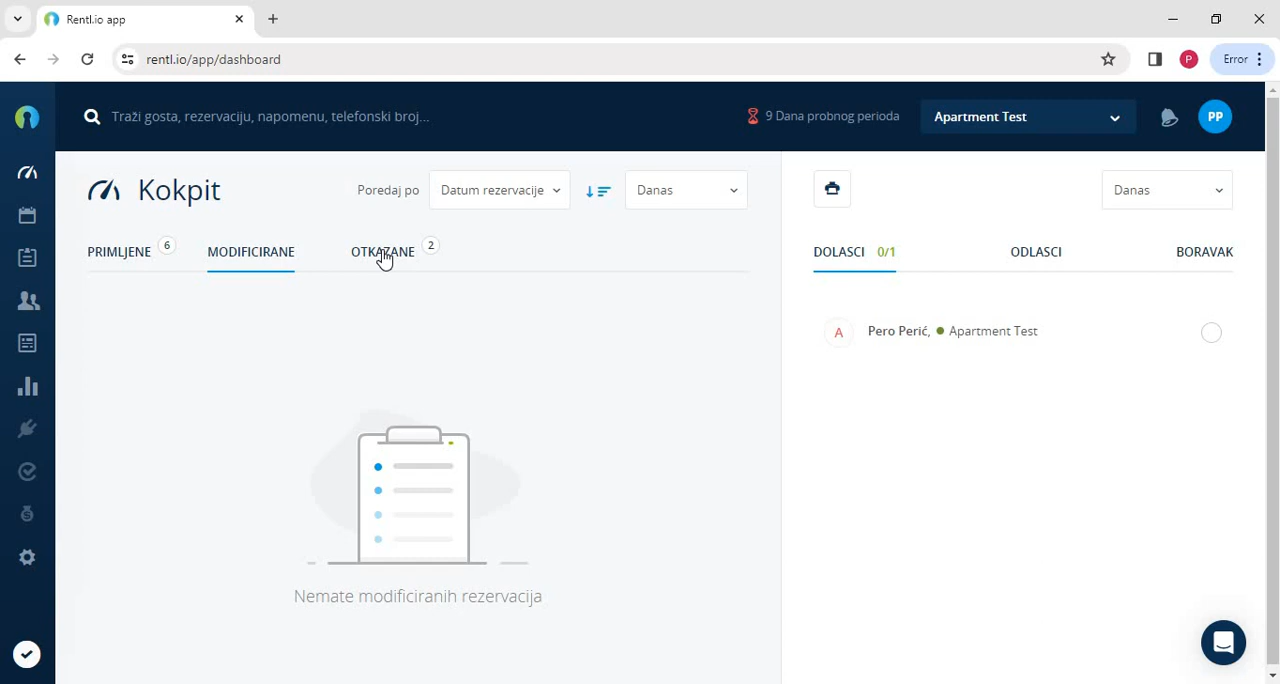 Rentl.io app
rentl.io/app/dashboard
P
Error
Traži gosta, rezervaciju, napomenu, telefonski broj...
9 Dana probnog perioda
Apartment Test
PP
Kokpit
Poredaj po
Datum rezervacije
Danas
Danas
PRIMLJENE 6
MODIFICIRANE
OTKAZANE 2
DOLASCI 0/1
ODLASCI
BORAVAK
A
Pero Perić, Apartment Test
Nemate modificiranih rezervacija